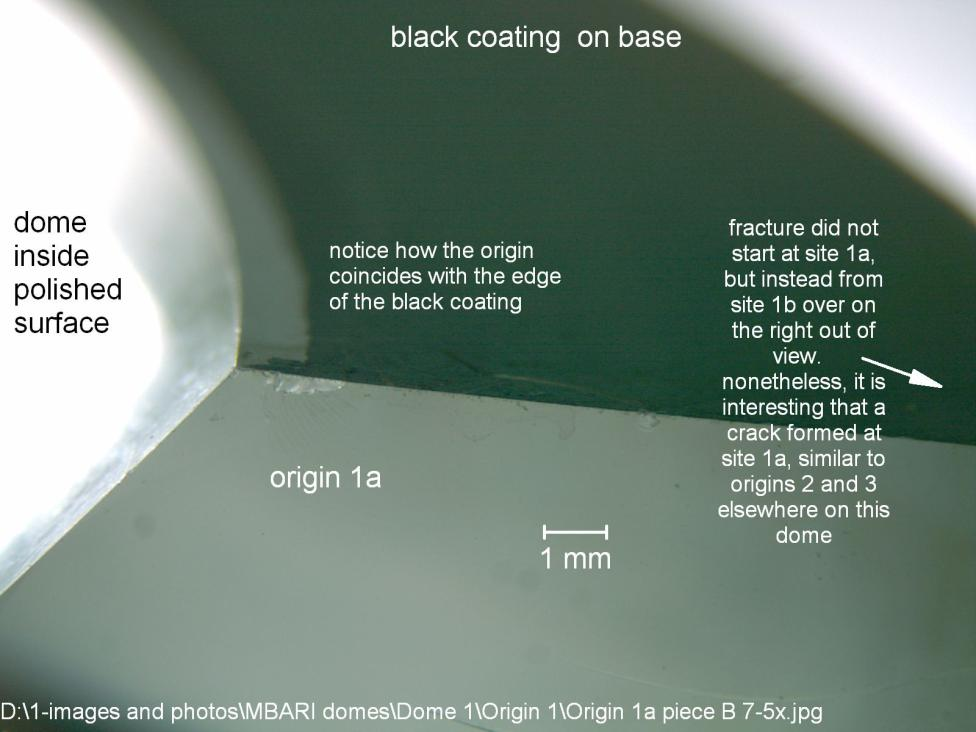 black coating  on base
dome
inside
polished
surface
notice how the origin
coincides with the edge
of the black coating
fracture did not
start at site 1a,
but instead from
site 1b over on
the right out of
view.
nonetheless, it is
interesting that a
crack formed at
site 1a, similar to
origins 2 and 3
elsewhere on this
dome
origin 1a
1 mm
D:\1-images and photos\MBARI domes\Dome 1\Origin 1\Origin 1a piece B 7-5x.jpg